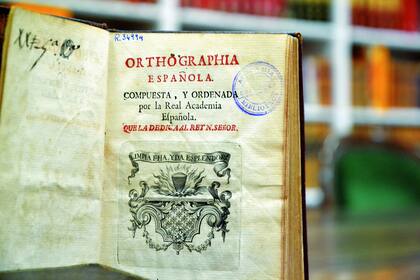 R.34994
ORTHOGRAPHIA
ESPAÑOLA.
COMPUESTA, Y ORDENADA
por la Real Academia
Española.
QUE LA DEDICA AL REY N. SEÑOR.
LIMPIA, FIJA, Y DA ESPLENDOR